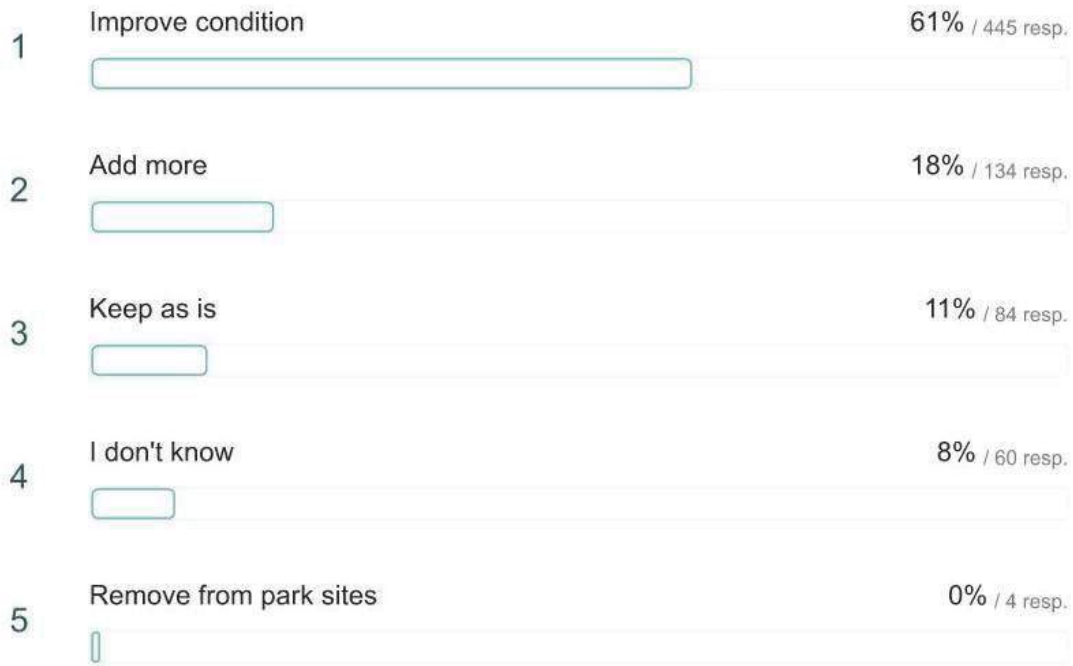 1
Improve condition
61% / 445 resp.
2
Add more
18% / 134 resp.
3
Keep as is
11% / 84 resp.
4
I don't know
8% / 60 resp.
5
Remove from park sites
0% / 4 resp.